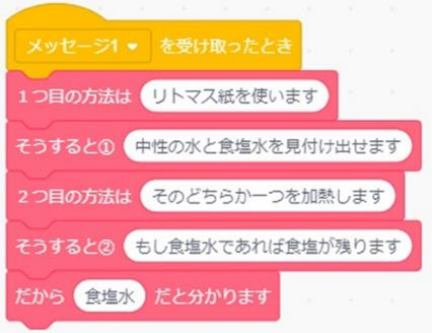 メッセージ1 を受け取ったとき
1つ目の方法は リトマス紙を使います
そうすると① 中性の水と食塩水を見付け出せます
2つ目の方法は そのどちらか一つを加熱します
そうすると② もし食塩水であれば食塩が残ります
だから 食塩水 だと分かります